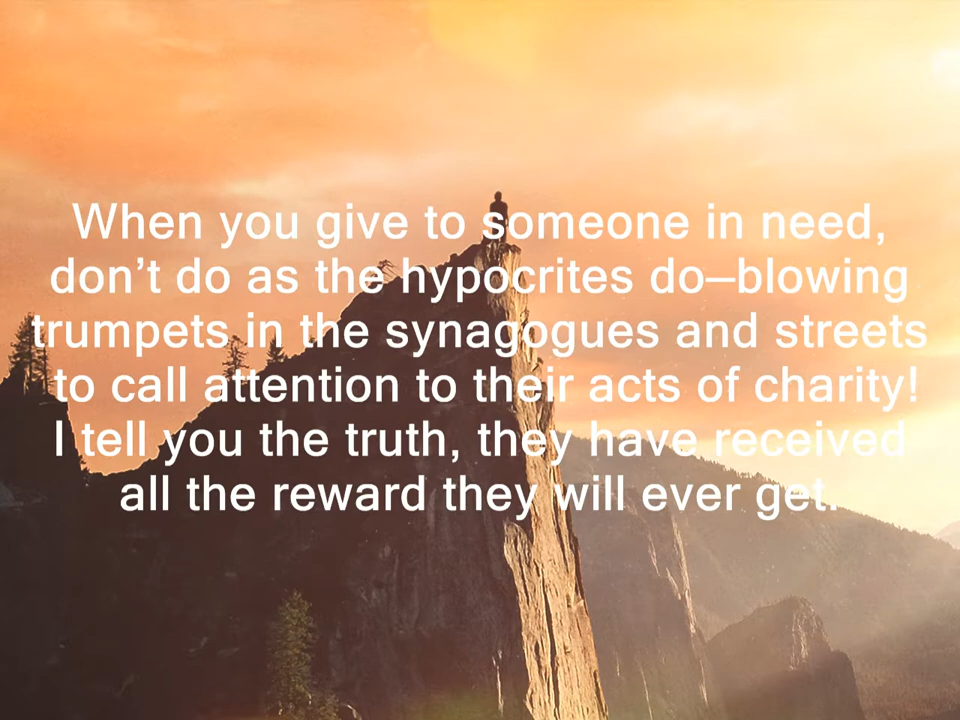 When you give to someone in need,
don’t do as the hypocrites do—blowing
trumpets in the synagogues and streets
to call attention to their acts of charity!
I tell you the truth, they have received
all the reward they will ever get.